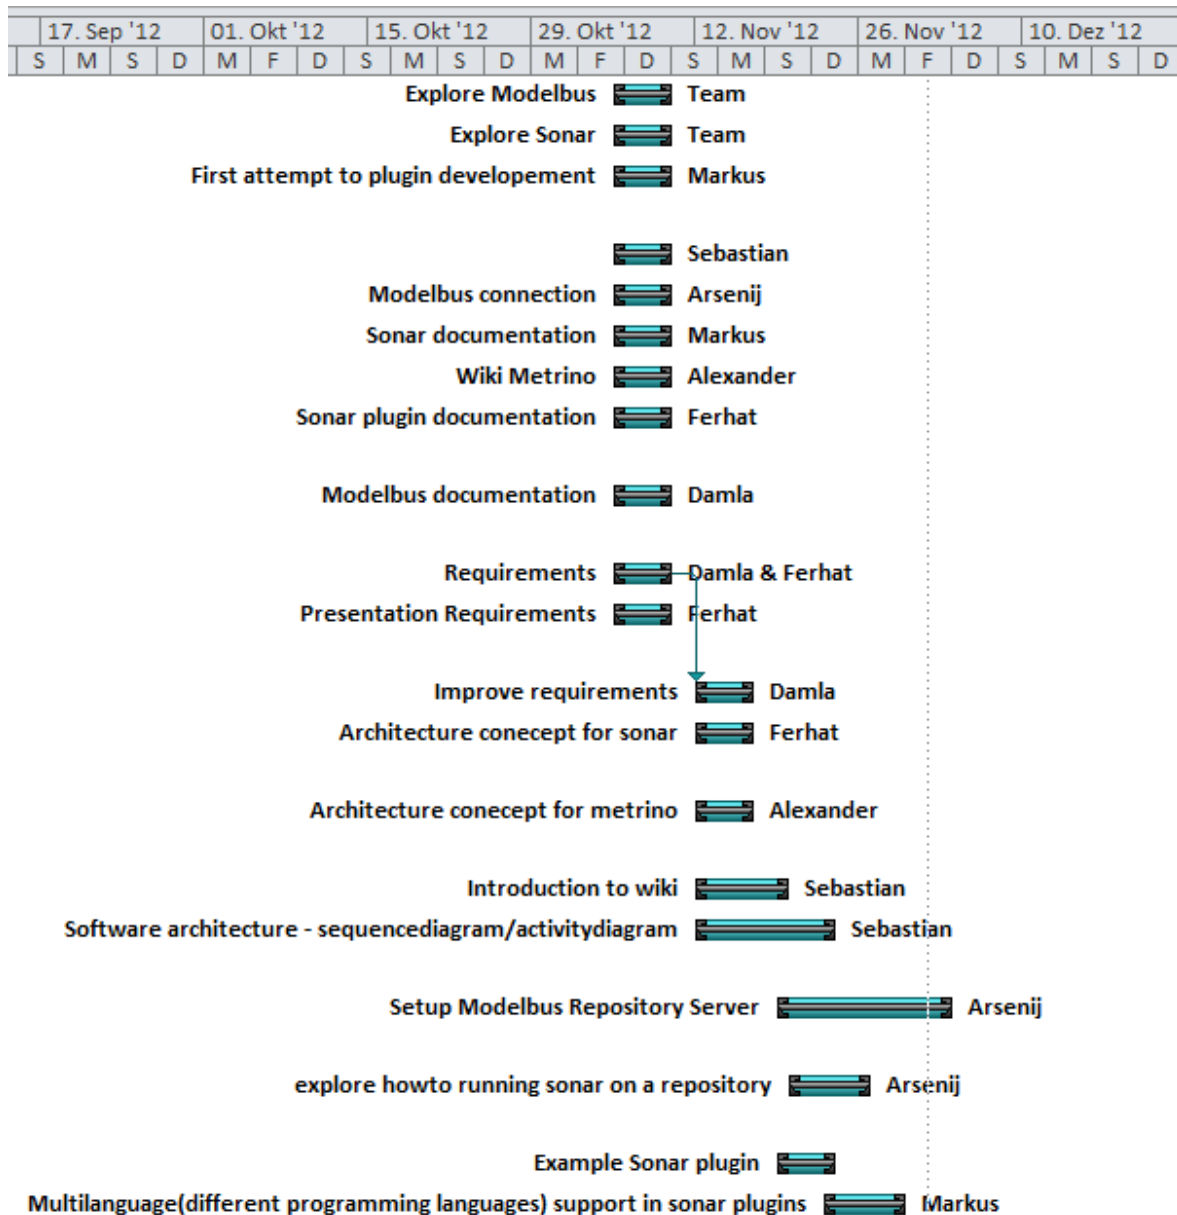 17. Sep '12 01. Okt '12 15. Okt '12 29. Okt '12 12. Nov '12 26. Nov '12 10. Dez '12
S M S D M F D S M S D M F D S M S D M F D S M S D
Explore Modelbus Team
Explore Sonar Team
First attempt to plugin developement Markus
Sebastian
Modelbus connection Arsenij
Sonar documentation Markus
Wiki Metrino Alexander
Sonar plugin documentation Ferhat
Modelbus documentation Damla
Requirements Damla & Ferhat
Presentation Requirements Ferhat
Improve requirements Damla
Architecture conecept for sonar Ferhat
Architecture conecept for metrino Alexander
Introduction to wiki Sebastian
Software architecture - sequencediagram/activitydiagram Sebastian
Setup Modelbus Repository Server Arsenij
explore howto running sonar on a repository Arsenij
Example Sonar plugin
Multilanguage(different programming languages) support in sonar plugins Markus